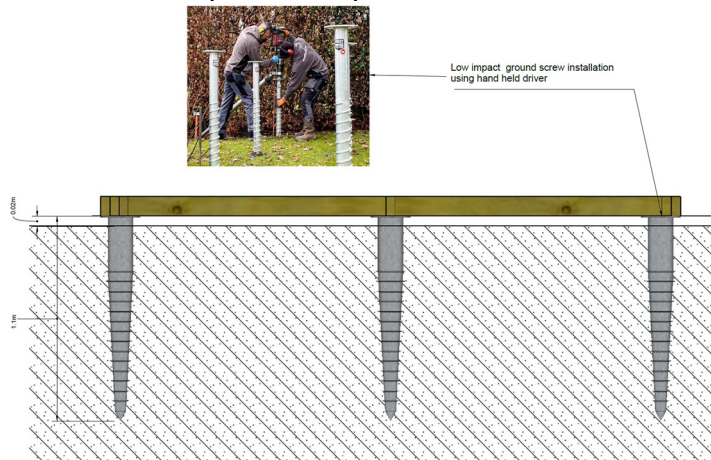 Low impact ground screw installation
using hand held driver
0.02m
1.1m